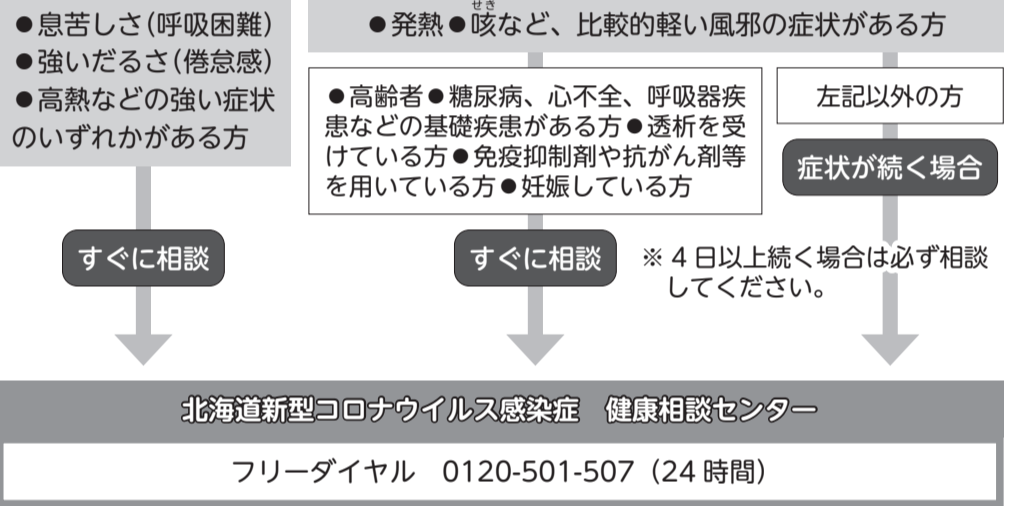 ●息苦しさ（呼吸困難）
●強いだるさ（倦怠感）
●高熱などの強い症状
のいずれかがある方
すぐに相談
せき
●発熱●咳など、比較的軽い風邪の症状がある方
●高齢者●糖尿病、心不全、呼吸器疾
患などの基礎疾患がある方●透析を受
けている方●免疫抑制剤や抗がん剤等
を用いている方●妊娠している方
すぐに相談
左記以外の方
症状が続く場合
※４日以上続く場合は必ず相談
してください。
北海道新型コロナウイルス感染症　健康相談センター
フリーダイヤル　0120-501-507（24時間）